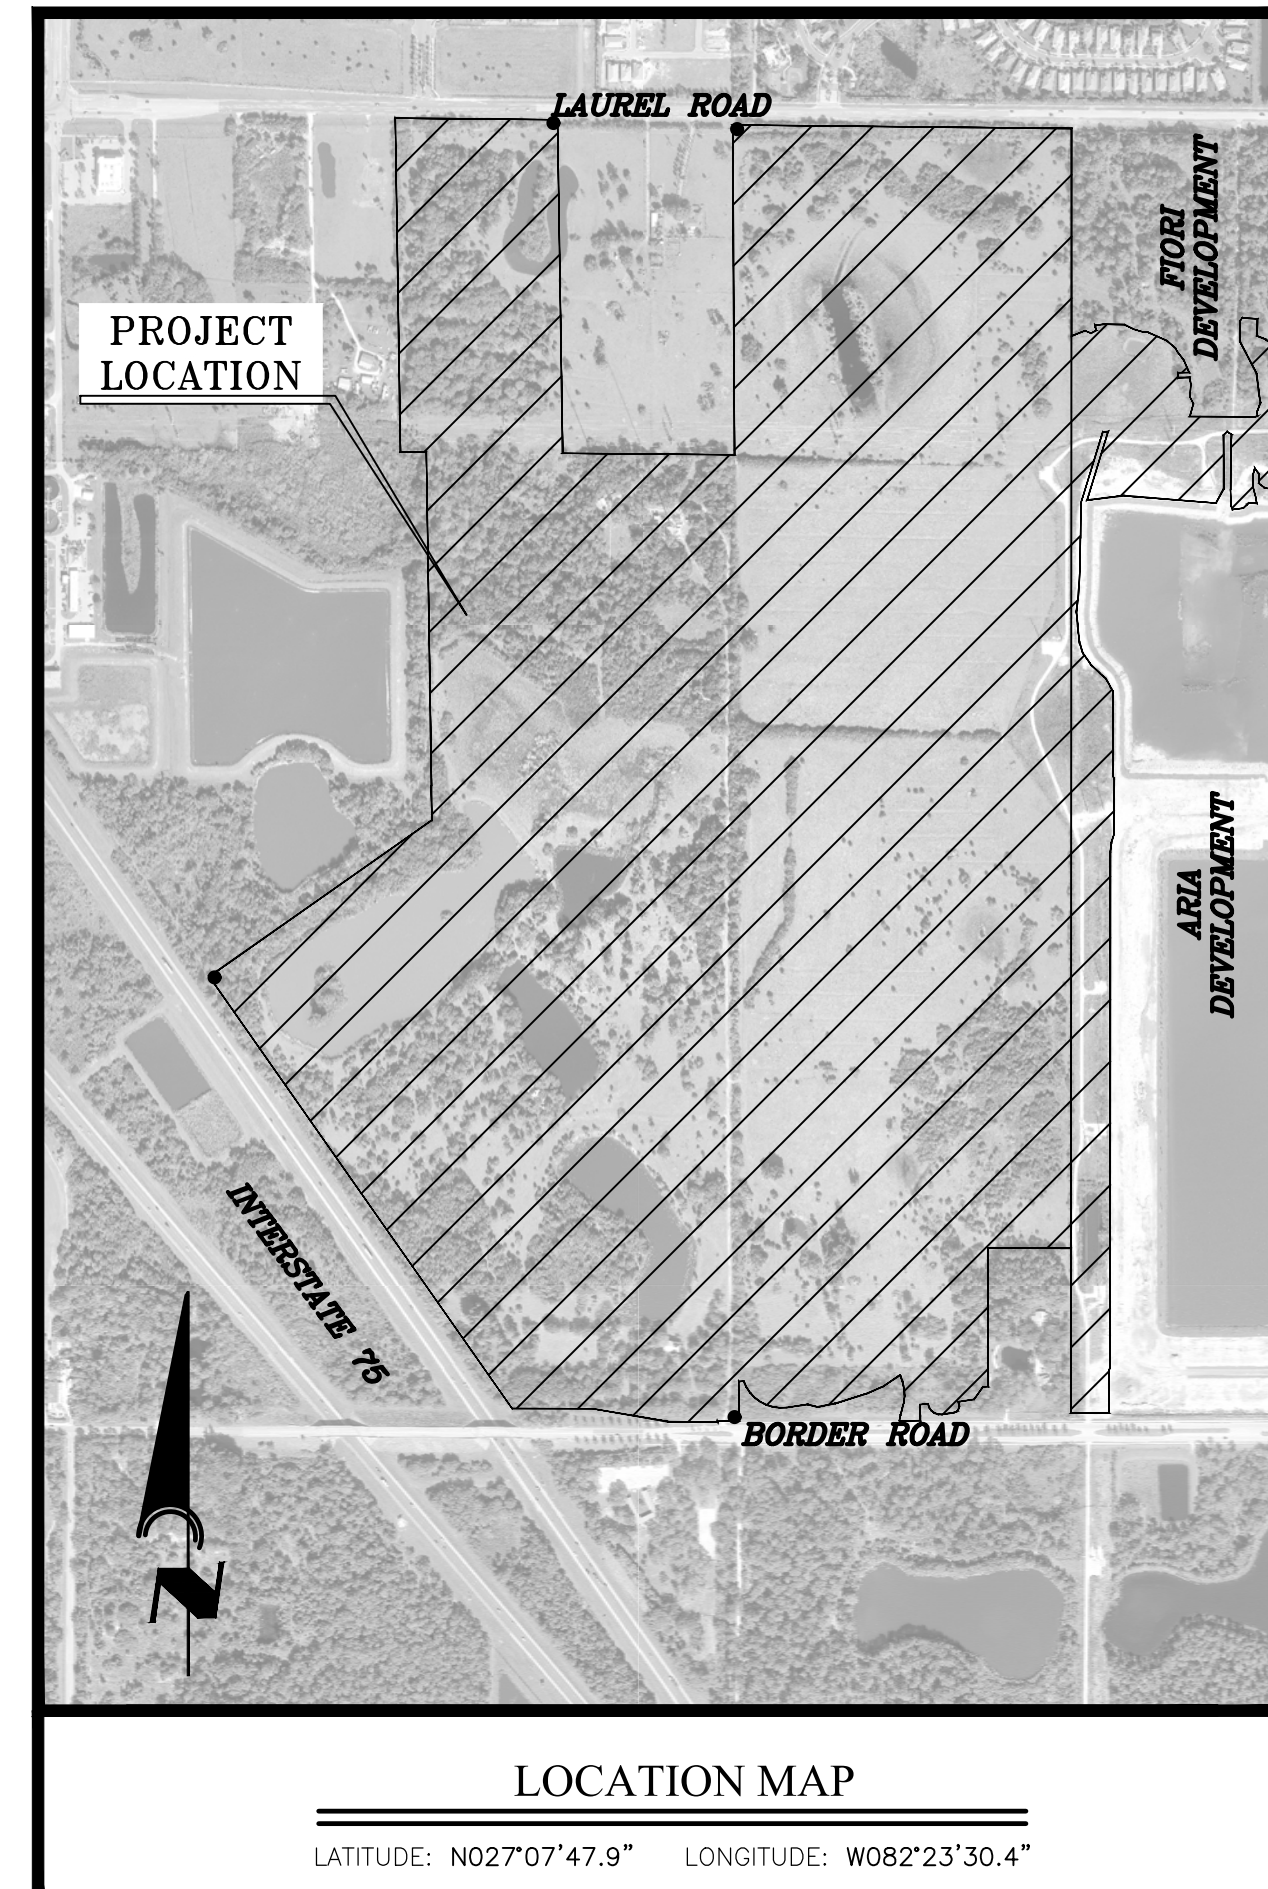 LAUREL ROAD
FIORI
DEVELOPMENT
PROJECT
LOCATION
ARIA
DEVELOPMENT
INTERSTATE 75
BORDER ROAD
N
LOCATION MAP
LATITUDE: N027°07'47.9" LONGITUDE: W082°23'30.4"